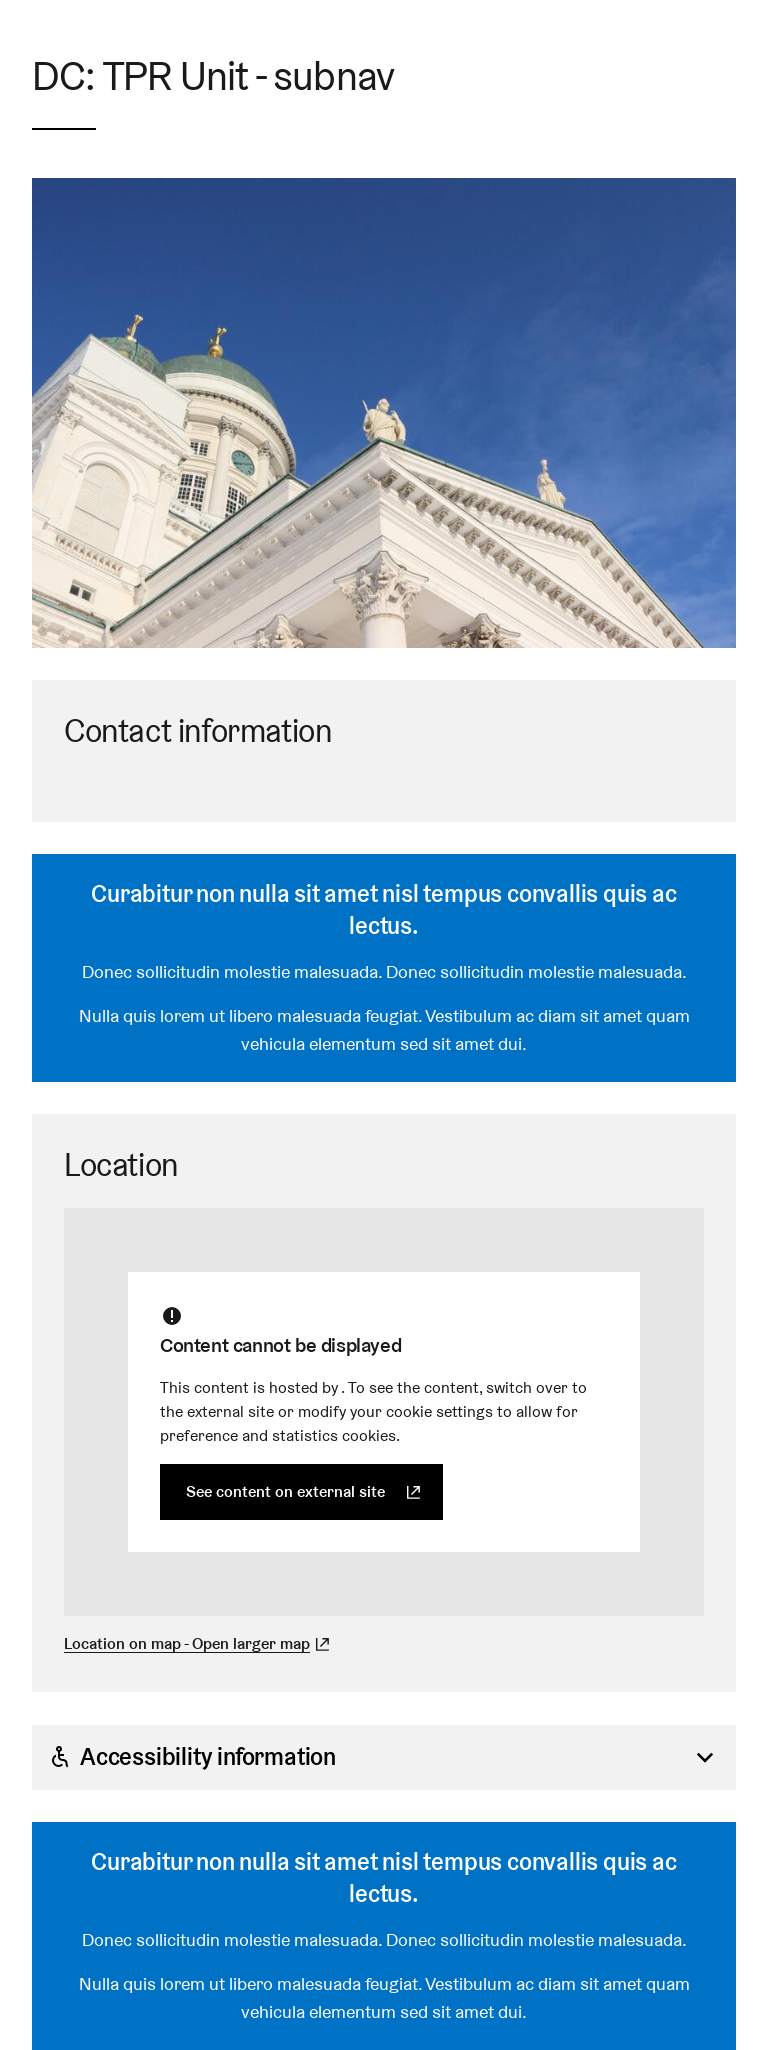 DC: TPR Unit - subnav
Contact information
Curabitur non nulla sit amet nisl tempus convallis quis ac
lectus.
Donec sollicitudin molestie malesuada. Donec sollicitudin molestie malesuada.
Nulla quis lorem ut libero malesuada feugiat. Vestibulum ac diam sit amet quam
vehicula elementum sed sit amet dui.
Location
Content cannot be displayed
This content is hosted by . To see the content, switch over to
the external site or modify your cookie settings to allow for
preference and statistics cookies.
See content on external site
Location on map - Open larger map
Accessibility information
Curabitur non nulla sit amet nisl tempus convallis quis ac
lectus.
Donec sollicitudin molestie malesuada. Donec sollicitudin molestie malesuada.
Nulla quis lorem ut libero malesuada feugiat. Vestibulum ac diam sit amet quam
vehicula elementum sed sit amet dui.